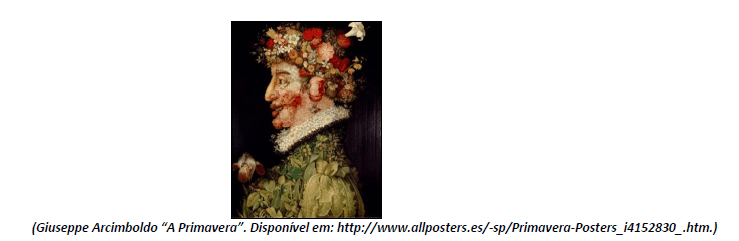 (Giuseppe Arcimboldo “A Primavera”. Disponível em: http://www.allposters.es/-sp/Primavera-Posters_i4152830_.htm.)